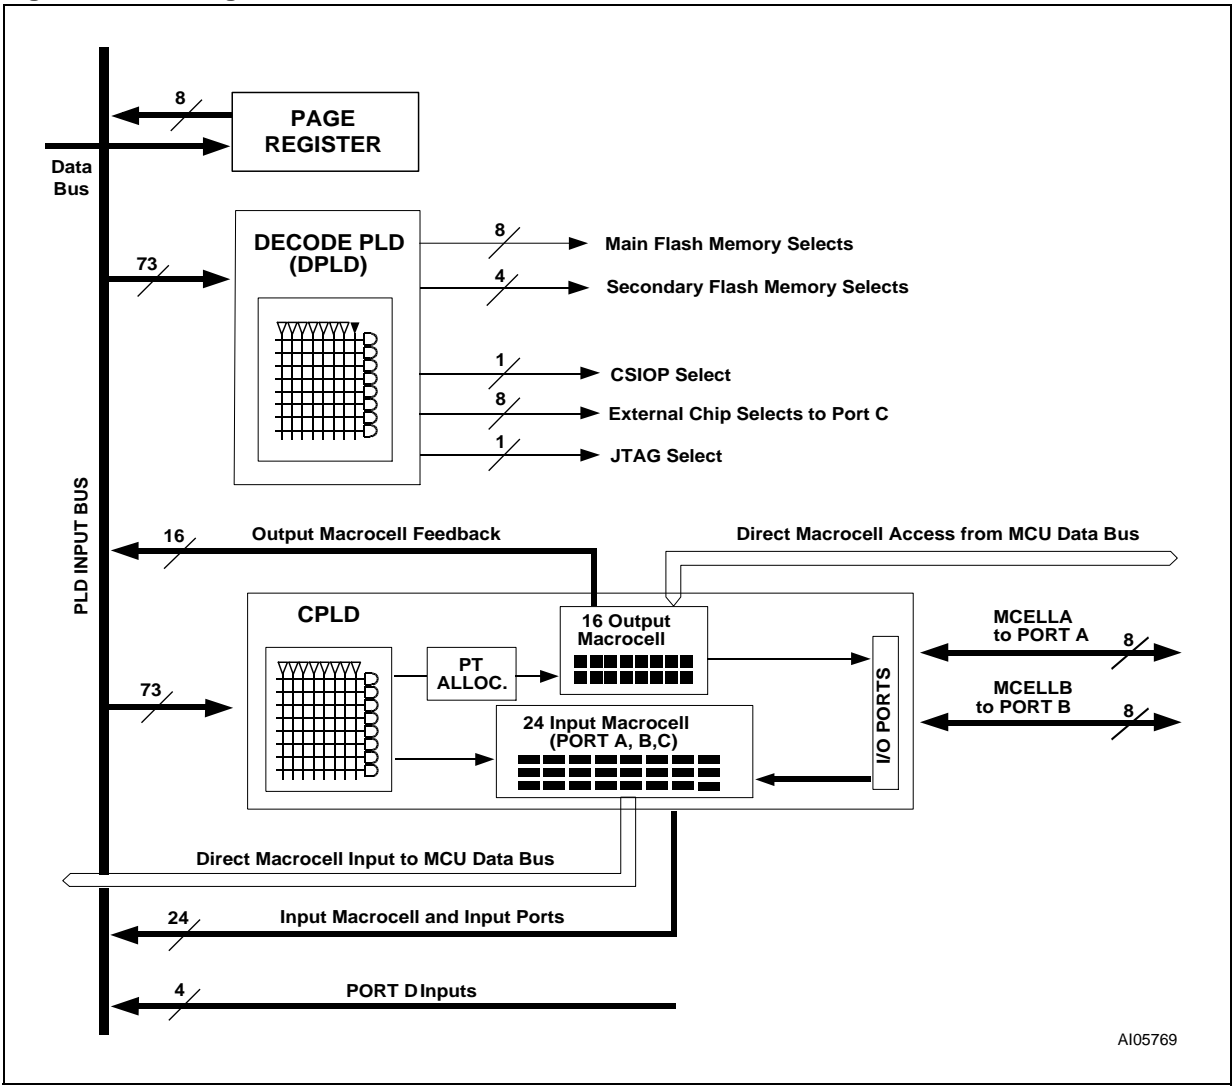 8
PAGE
REGISTER
Data
Bus
DECODE PLD
(DPLD)
73
8
Main Flash Memory Selects
4
Secondary Flash Memory Selects
1
CSIOP Select
8
External Chip Selects to Port C
1
JTAG Select
PLD INPUT BUS
16
Output Macrocell Feedback
Direct Macrocell Access from MCU Data Bus
CPLD
16 Output
Macrocell
PT
ALLOC.
73
24 Input Macrocell
(PORT A, B,C)
I/O PORTS
MCELLA
to PORT A
8
MCELLB
to PORT B
8
Direct Macrocell Input to MCU Data Bus
24
Input Macrocell and Input Ports
4
PORT D Inputs
AI05769